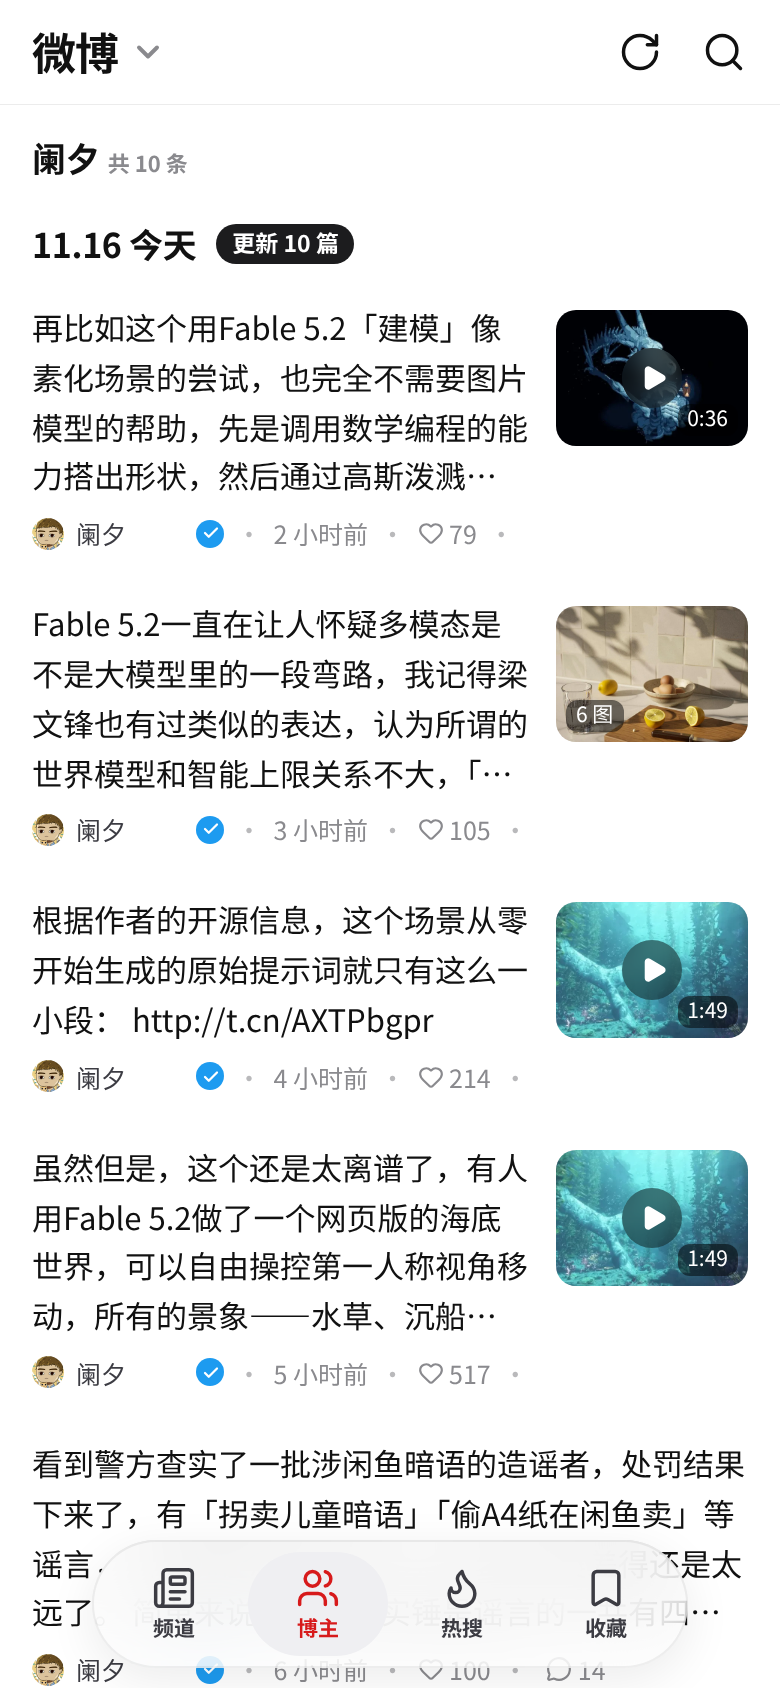 微博
阑夕 共 10 条
11.16 今天 更新 10 篇
再比如这个用Fable 5.2「建模」像
素化场景的尝试，也完全不需要图片
模型的帮助，先是调用数学编程的能
力搭出形状，然后通过高斯泼溅…
0:36
阑夕 • 2 小时前 • 79 •
Fable 5.2一直在让人怀疑多模态是
不是大模型里的一段弯路，我记得梁
文锋也有过类似的表达，认为所谓的
世界模型和智能上限关系不大，「…
6 图
阑夕 • 3 小时前 • 105 •
根据作者的开源信息，这个场景从零
开始生成的原始提示词就只有这么一
小段： http://t.cn/AXTPbgpr
1:49
阑夕 • 4 小时前 • 214 •
虽然但是，这个还是太离谱了，有人
用Fable 5.2做了一个网页版的海底
世界，可以自由操控第一人称视角移
动，所有的景象——水草、沉船…
1:49
阑夕 • 5 小时前 • 517 •
看到警方查实了一批涉闲鱼暗语的造谣者，处罚结果
下来了，有「拐卖儿童暗语」「偷A4纸在闲鱼卖」等
谣言 得还是太
远了。 来说 实锤 谣言的一 有四…
阑夕 • 6 小时前 • 100 • 14
频道 博主 热搜 收藏